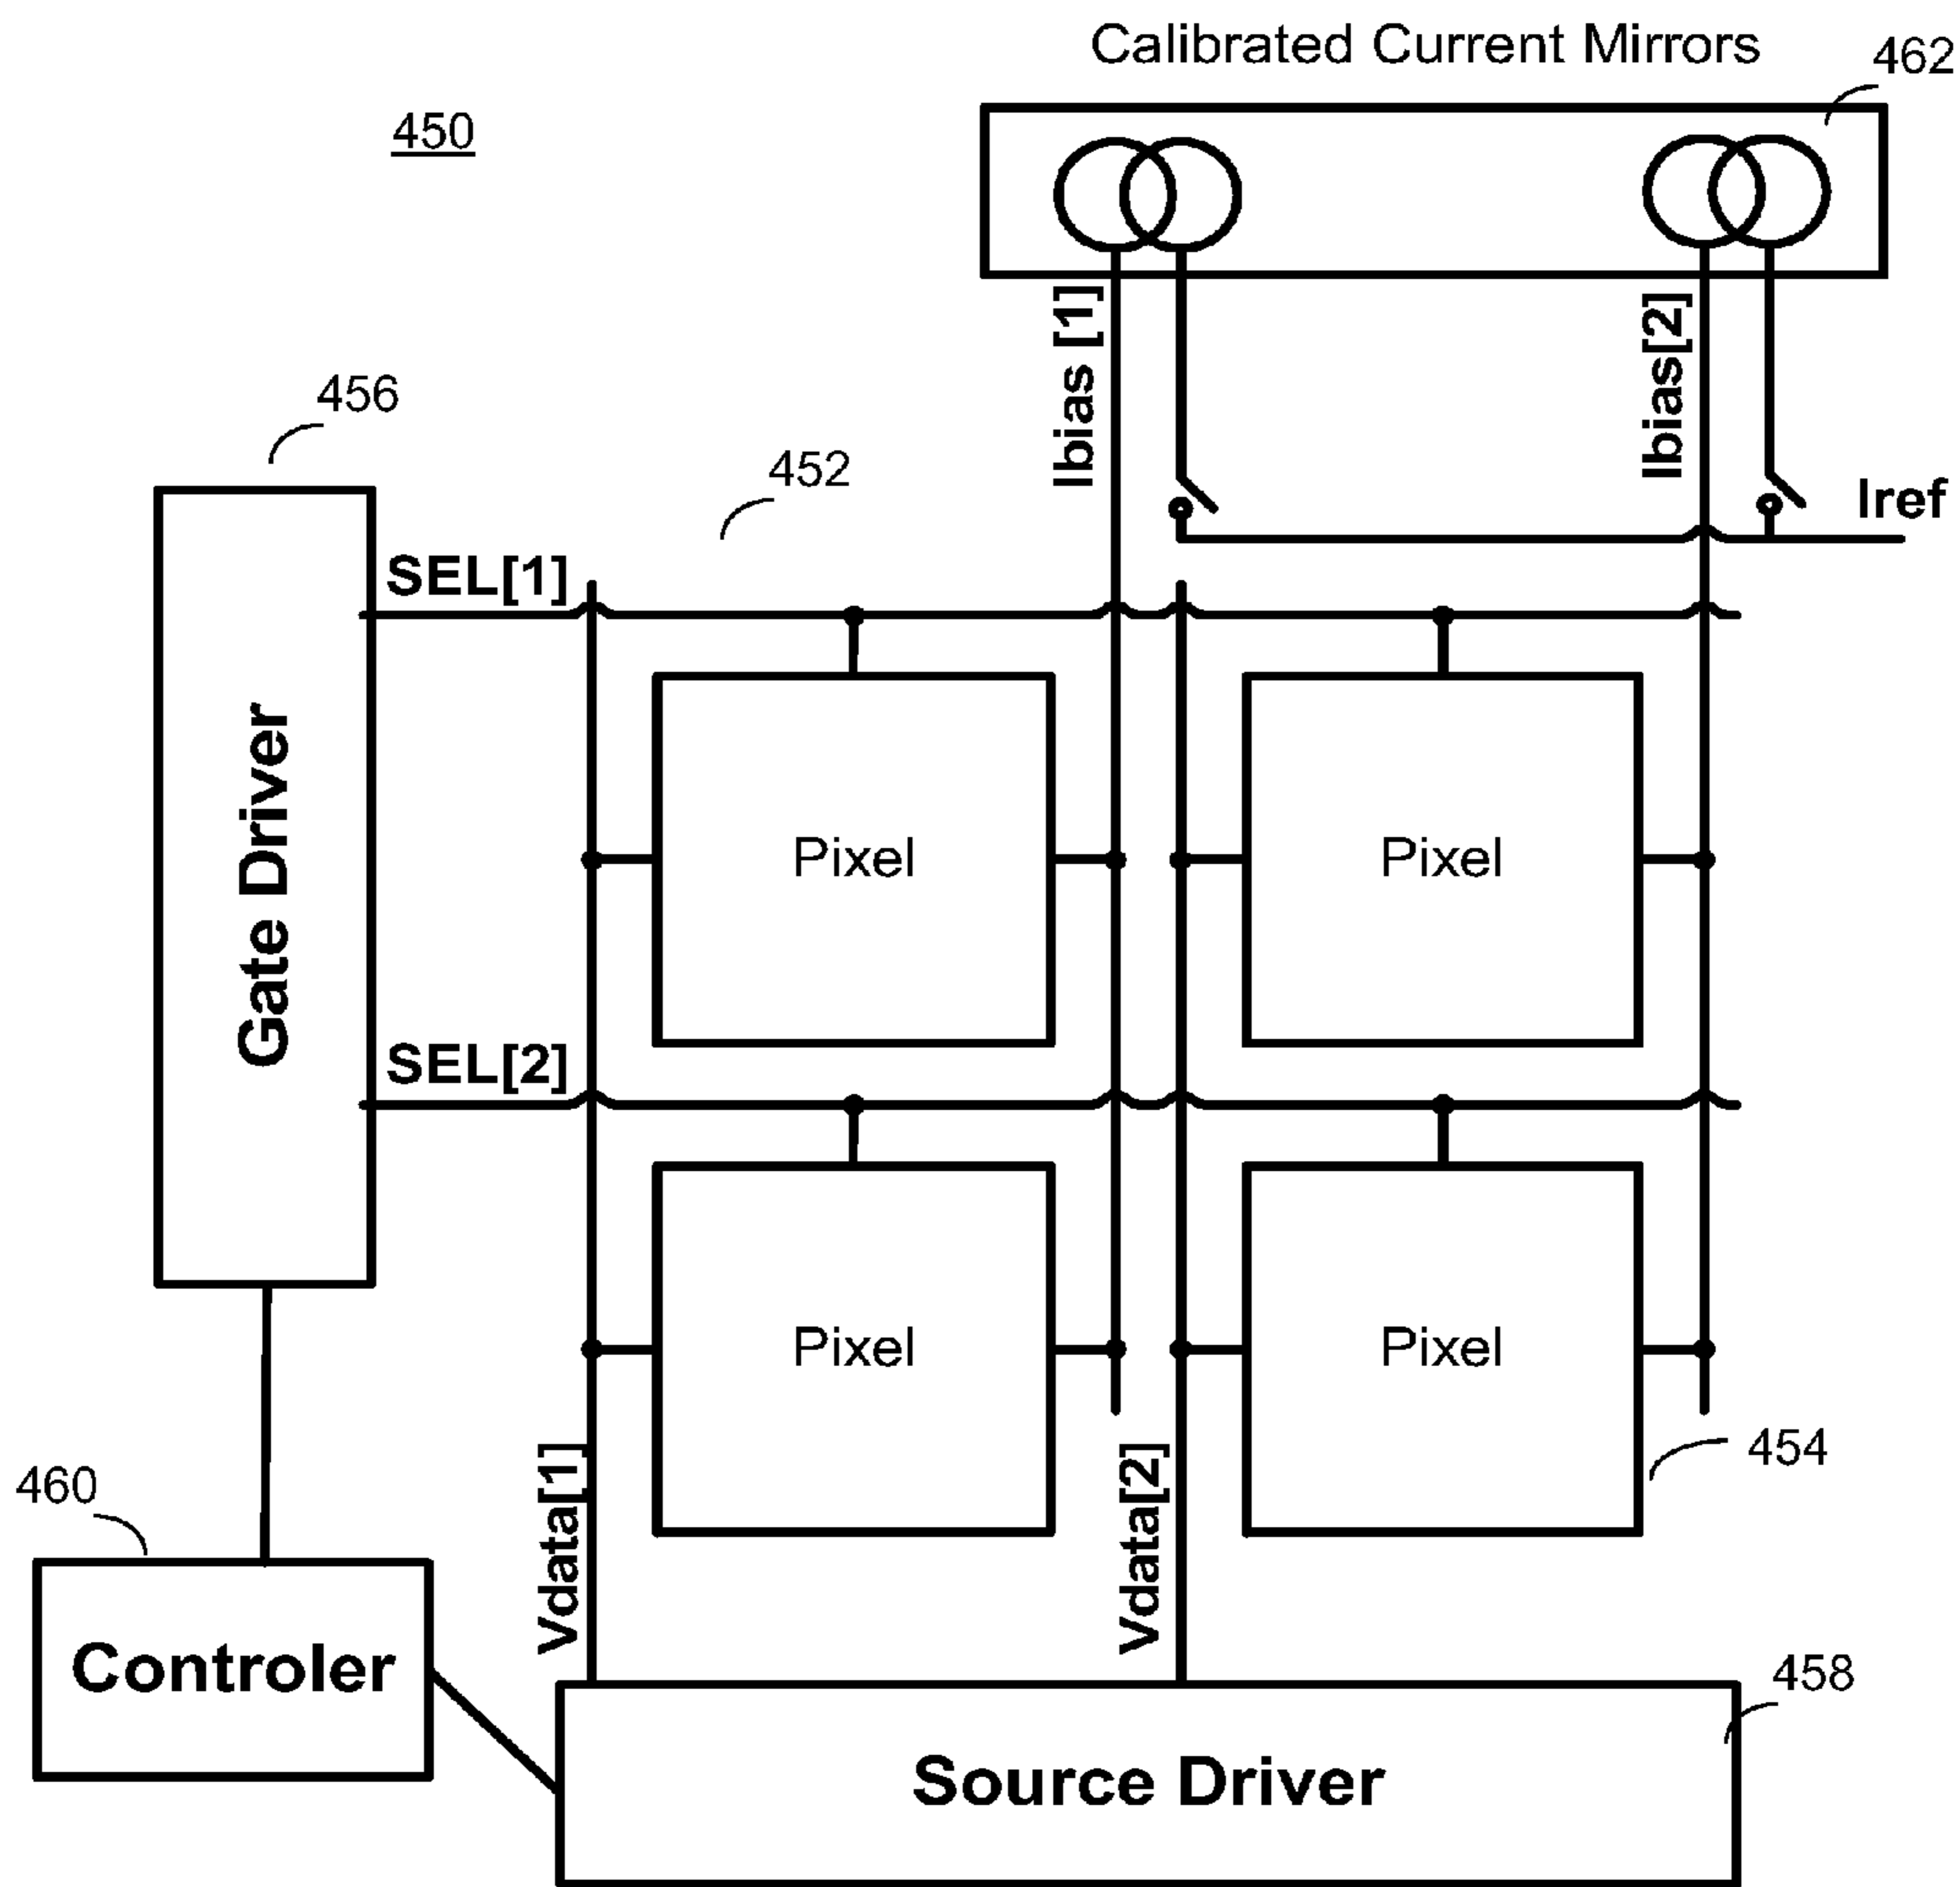 Calibrated Current Mirrors
462
450
Ibias [1]
Ibias[2]
456
452
Iref
SEL[1]
Gate Driver
Pixel
Pixel
SEL[2]
Pixel
Pixel
454
460
Vdata[1]
Vdata[2]
Controler
458
Source Driver